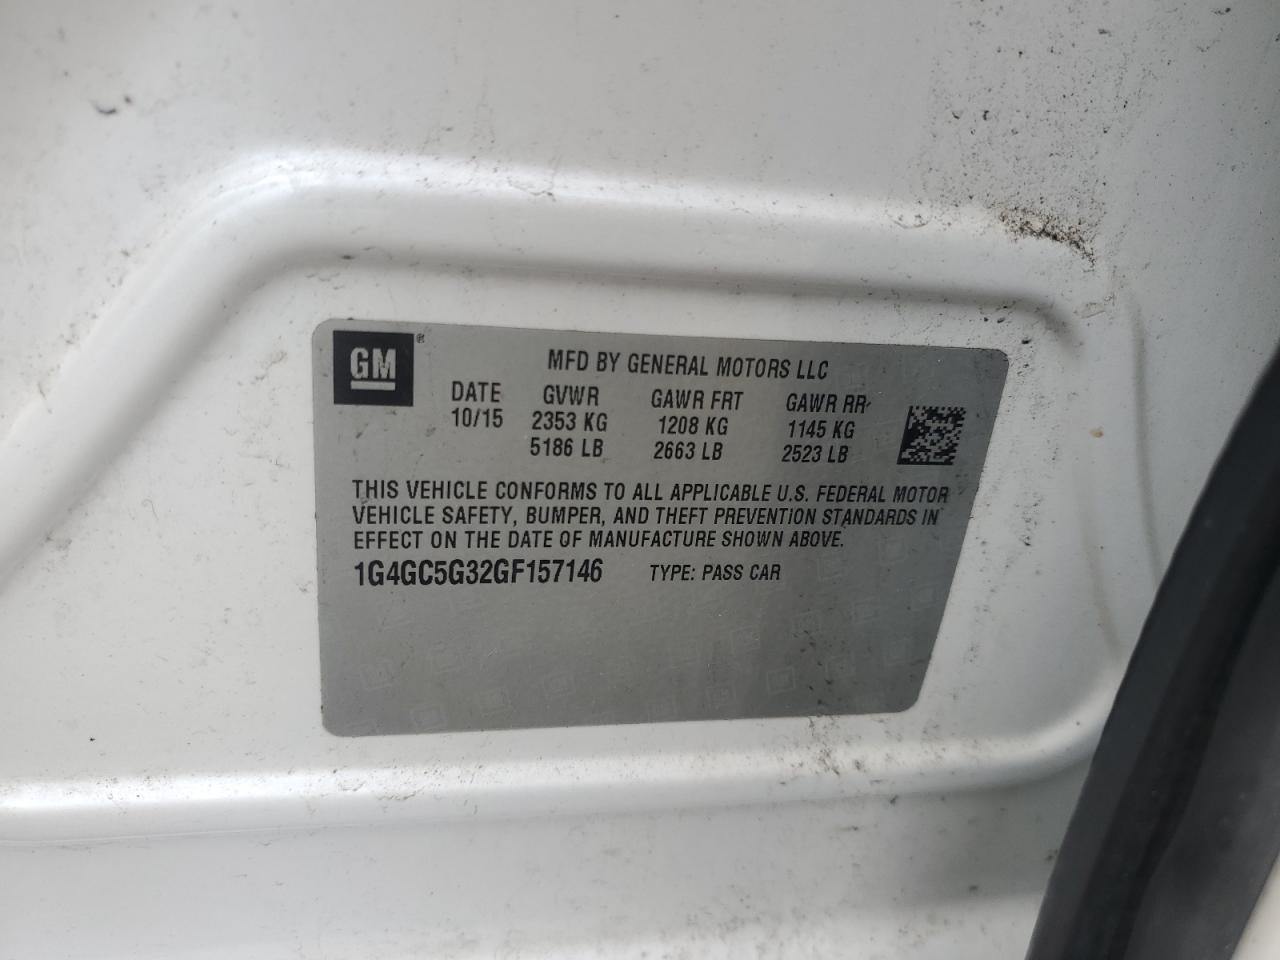 GM ®
MFD BY GENERAL MOTORS LLC
DATE GVWR GAWR FRT GAWR RR
10/15 2353 KG 1208 KG 1145 KG
5186 LB 2663 LB 2523 LB
THIS VEHICLE CONFORMS TO ALL APPLICABLE U.S. FEDERAL MOTOR
VEHICLE SAFETY, BUMPER, AND THEFT PREVENTION STANDARDS IN
EFFECT ON THE DATE OF MANUFACTURE SHOWN ABOVE.
1G4GC5G32GF157146 TYPE: PASS CAR